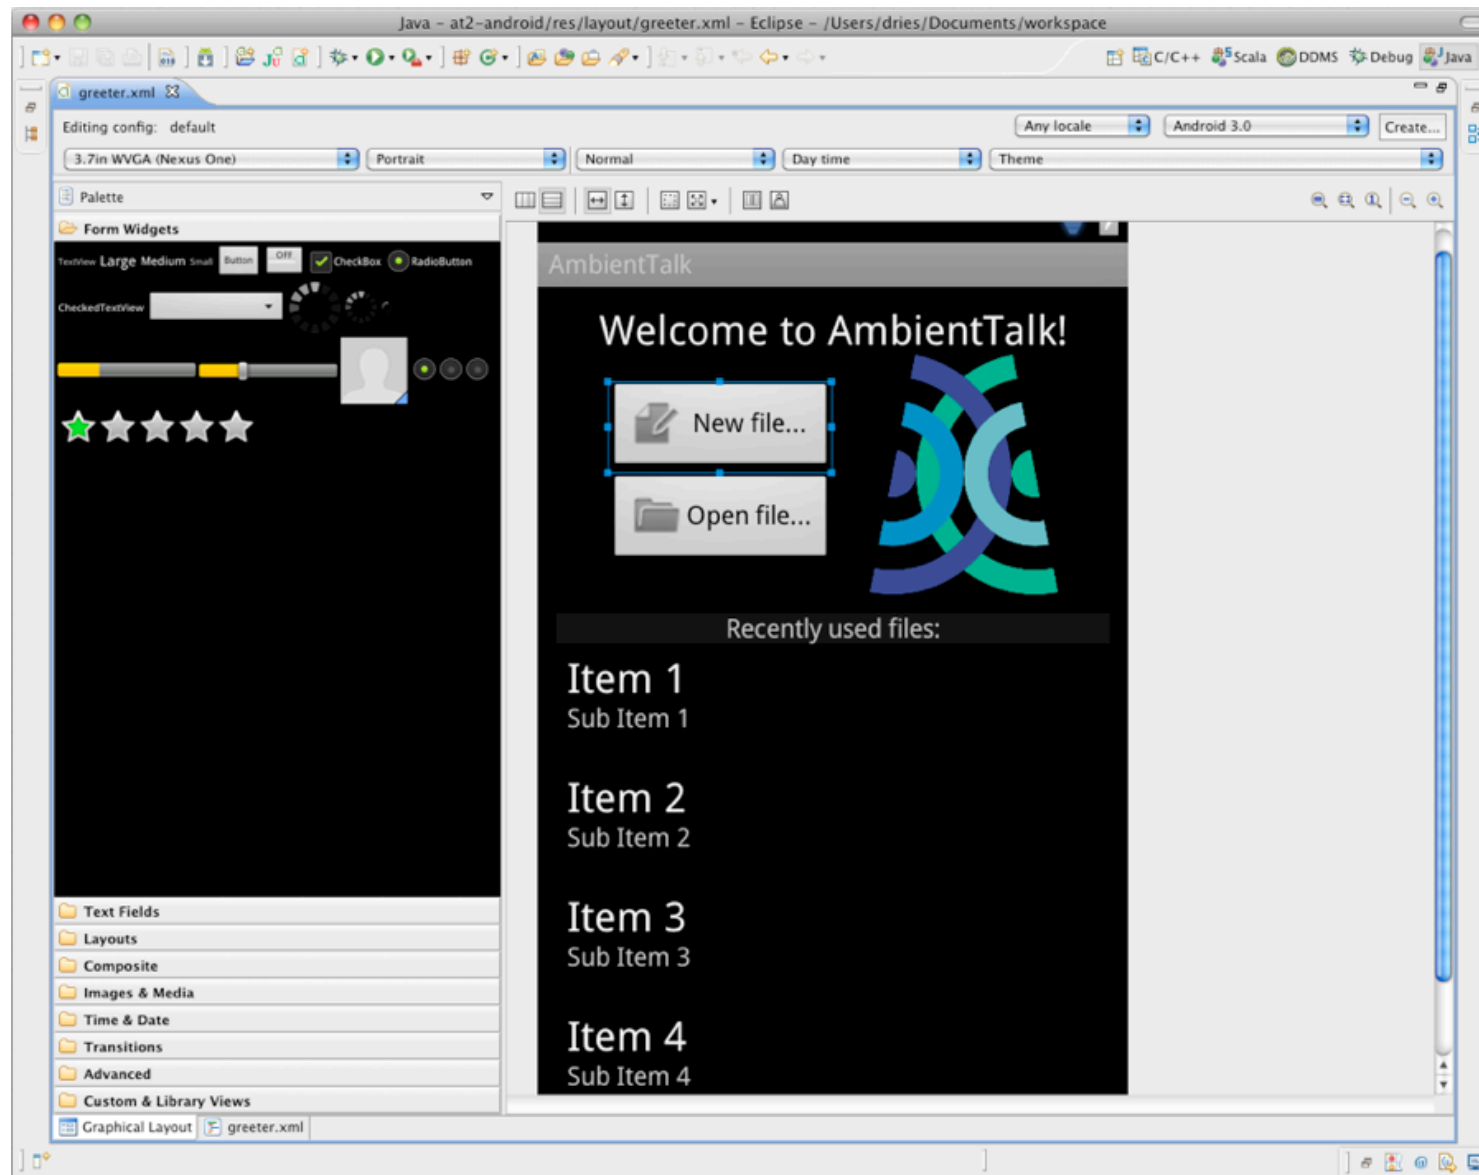 Java – at2-android/res/layout/greeter.xml – Eclipse – /Users/dries/Documents/workspace
C/C++ Scala DDMS Debug Java
greeter.xml
Editing config: default Any locale Android 3.0 Create...
3.7in WVGA (Nexus One) Portrait Normal Day time Theme
Palette
Form Widgets
TextView Large Medium Small Button Off CheckBox RadioButton
CheckedTextView
Text Fields
Layouts
Composite
Images & Media
Time & Date
Transitions
Advanced
Custom & Library Views
Graphical Layout greeter.xml
AmbientTalk
Welcome to AmbientTalk!
New file...
Open file...
Recently used files:
Item 1
Sub Item 1
Item 2
Sub Item 2
Item 3
Sub Item 3
Item 4
Sub Item 4